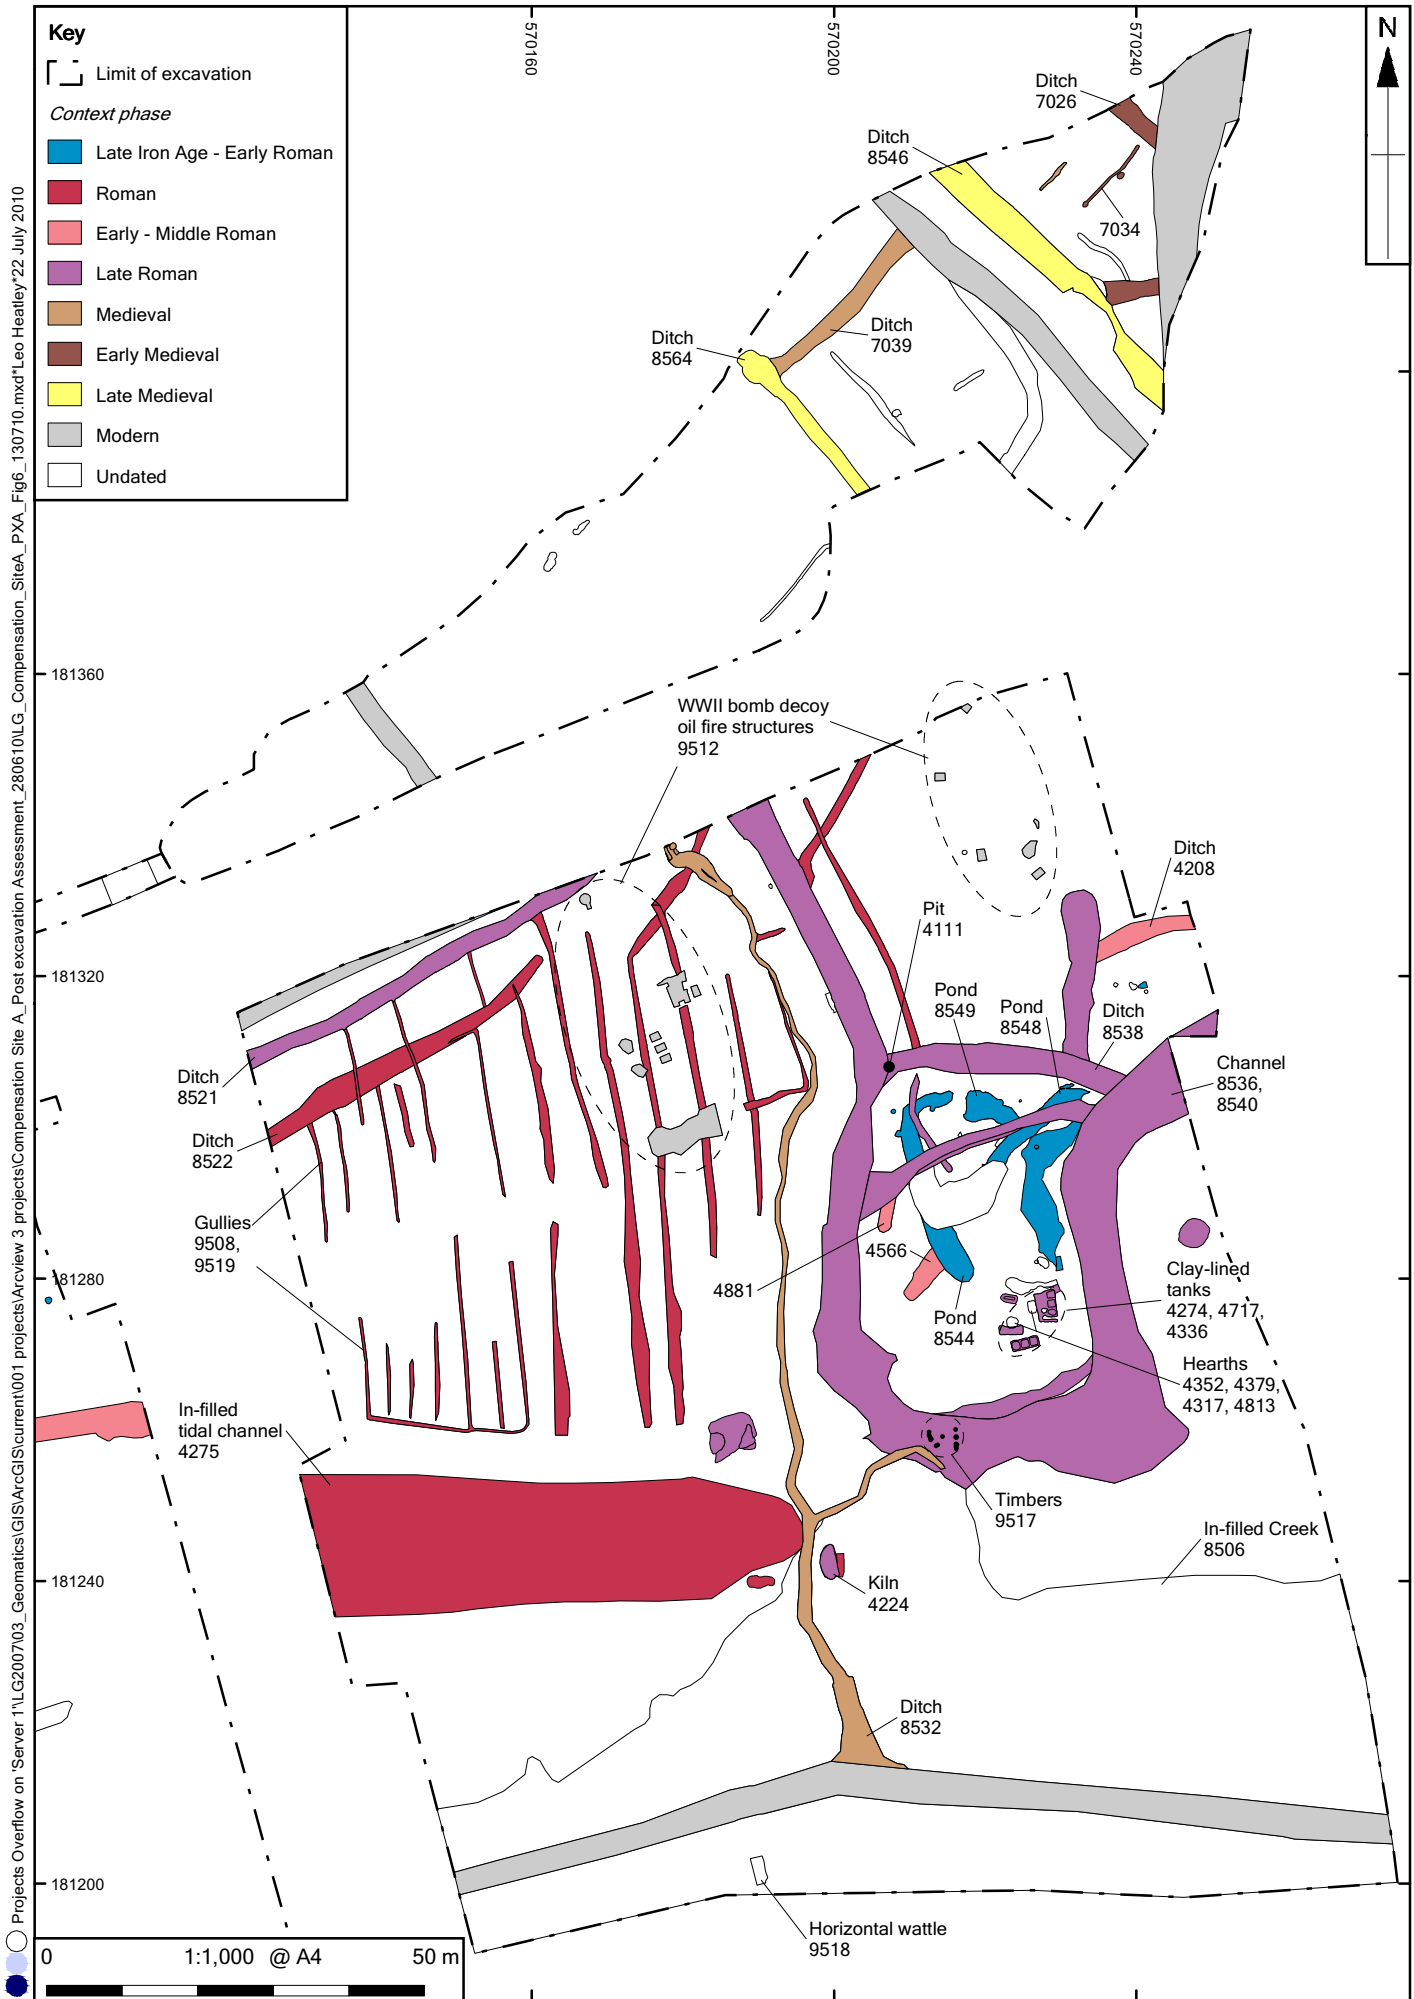 Key
Limit of excavation
Context phase
Late Iron Age - Early Roman
Roman
Early - Middle Roman
Late Roman
Medieval
Early Medieval
Late Medieval
Modern
Undated
570160
570200
570240
N
Ditch
7026
Ditch
8546
7034
Ditch
7039
Ditch
8564
181360
WWII bomb decoy
oil fire structures
9512
Ditch
4208
Pit
4111
181320
Pond
8549
Pond
8548
Ditch
8538
Channel
8536,
8540
Ditch
8521
Ditch
8522
Gullies
9508,
9519
4566
4881
181280
Pond
8544
Clay-lined
tanks
4274, 4717,
4336
Hearths
4352, 4379,
4317, 4813
In-filled
tidal channel
4275
Timbers
9517
In-filled Creek
8506
181240
Kiln
4224
Ditch
8532
181200
Horizontal wattle
9518
0
1:1,000 @ A4
50 m
Projects Overflow on 'Server 1'\LG2007\03_Geomatics\GIS\ArcGIS\current\001 projects\Arcview 3 projects\Compensation Site A_Post excavation Assessment_280610\LG_Compensation_SiteA_PXA_Fig6_130710.mxd*Leo Heatley*22 July 2010